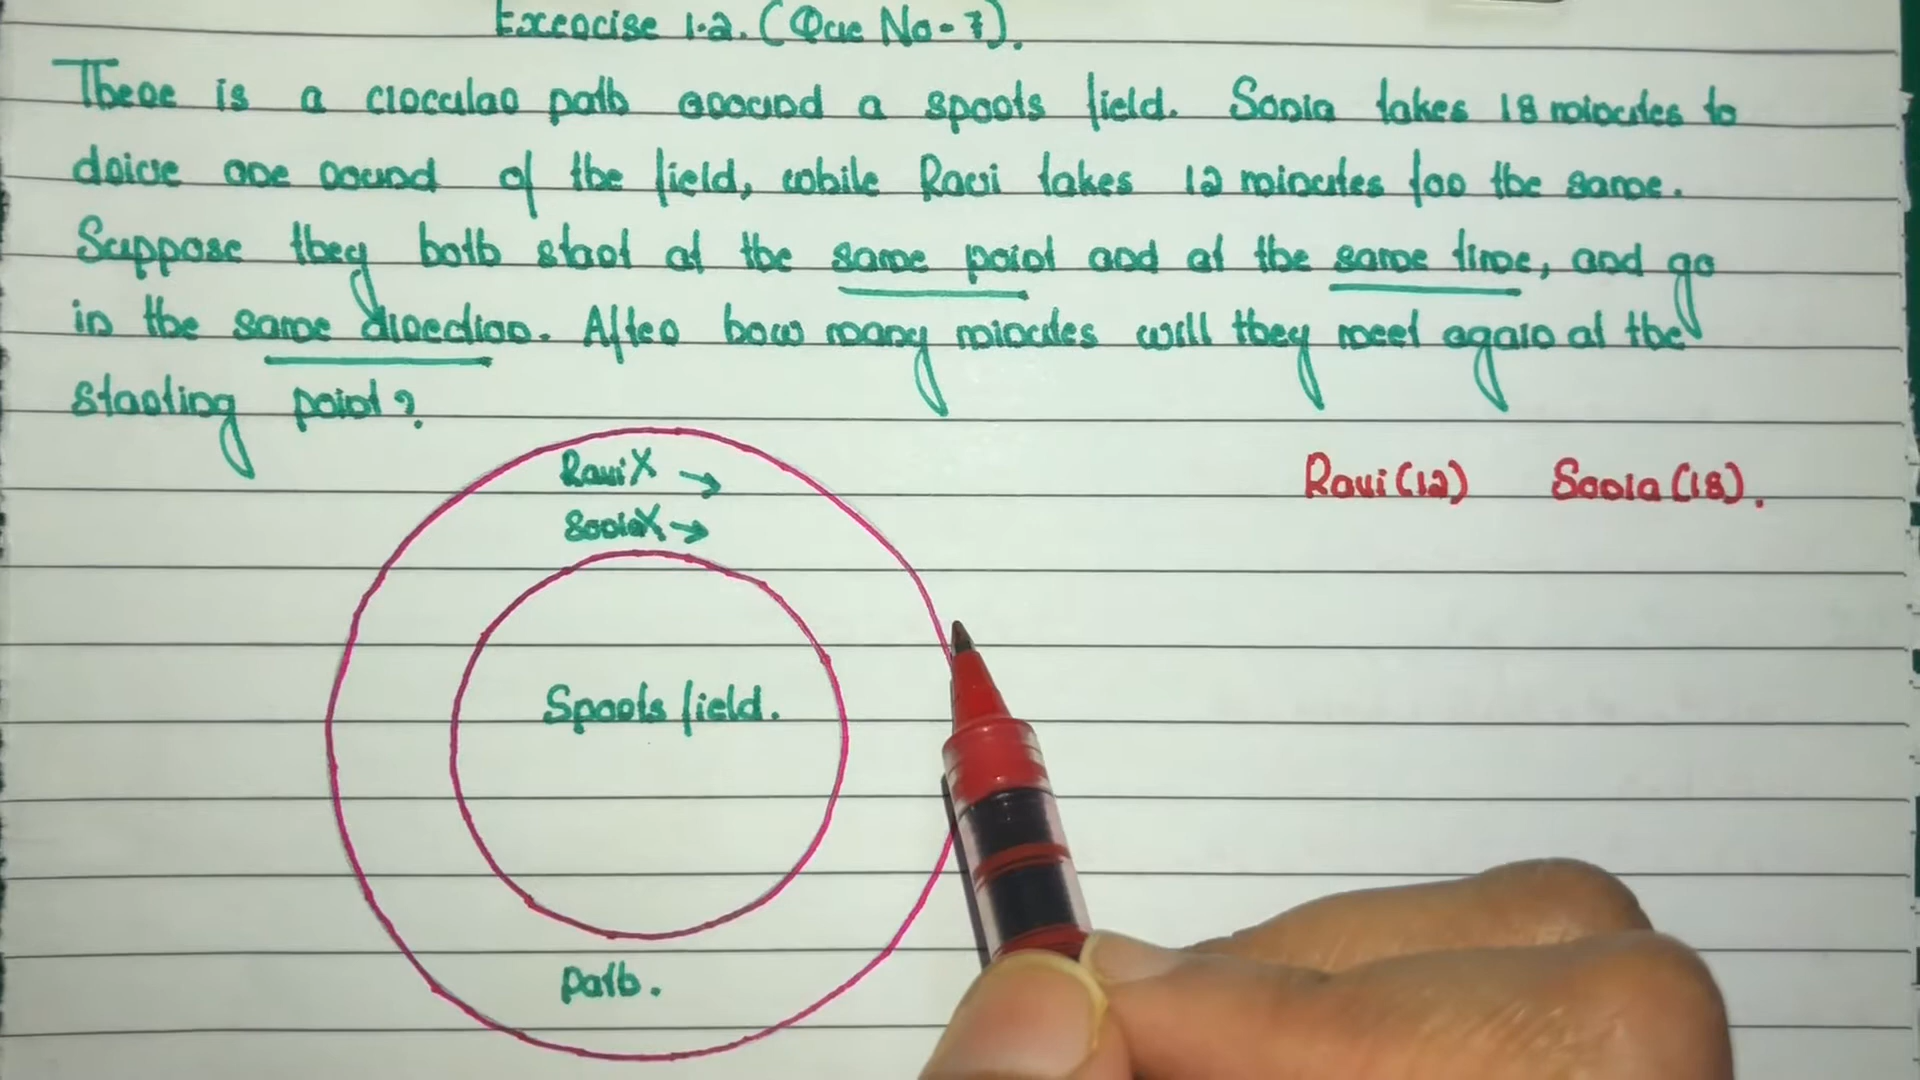 Exercise 1.2. (Que No-7).
There is a circular path around a sports field. Sonia takes 18 minutes to
drive one round of the field, while Ravi takes 12 minutes for the same.
Suppose they both start at the same point and at the same time, and go
in the same direction. After how many minutes will they meet again at the
starting point?
Ravi (12) Sonia (18).
Ravi X →
Sonia X →
Sports field.
Path.